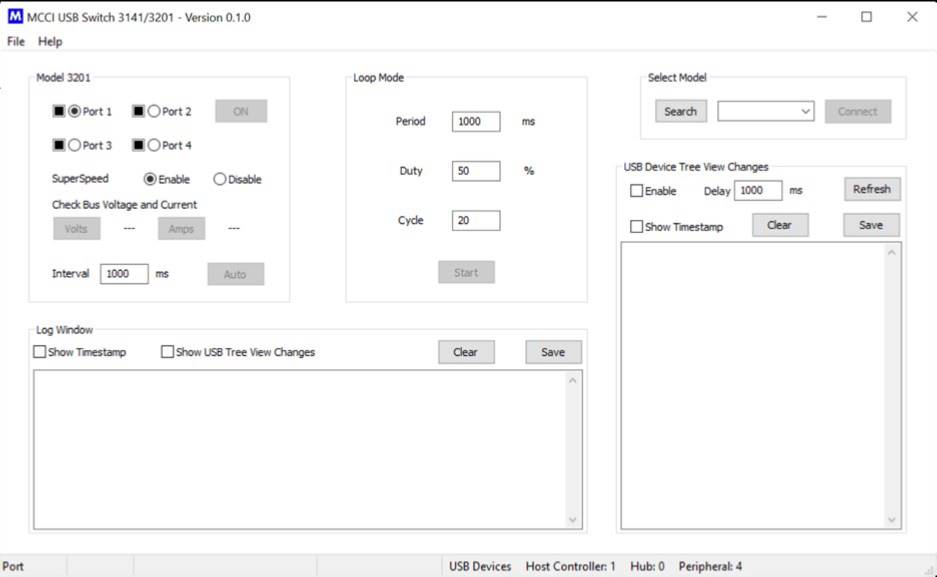 M MCCI USB Switch 3141/3201 - Version 0.1.0
File Help
Model 3201
Port 1 Port 2 ON
Port 3 Port 4
SuperSpeed Enable Disable
Check Bus Voltage and Current
Volts --- Amps ---
Interval 1000 ms Auto
Loop Mode
Period 1000 ms
Duty 50 %
Cycle 20
Start
Select Model
Search Connect
USB Device Tree View Changes
Enable Delay 1000 ms Refresh
Show Timestamp Clear Save
Log Window
Show Timestamp Show USB Tree View Changes Clear Save
Port USB Devices Host Controller: 1 Hub: 0 Peripheral: 4